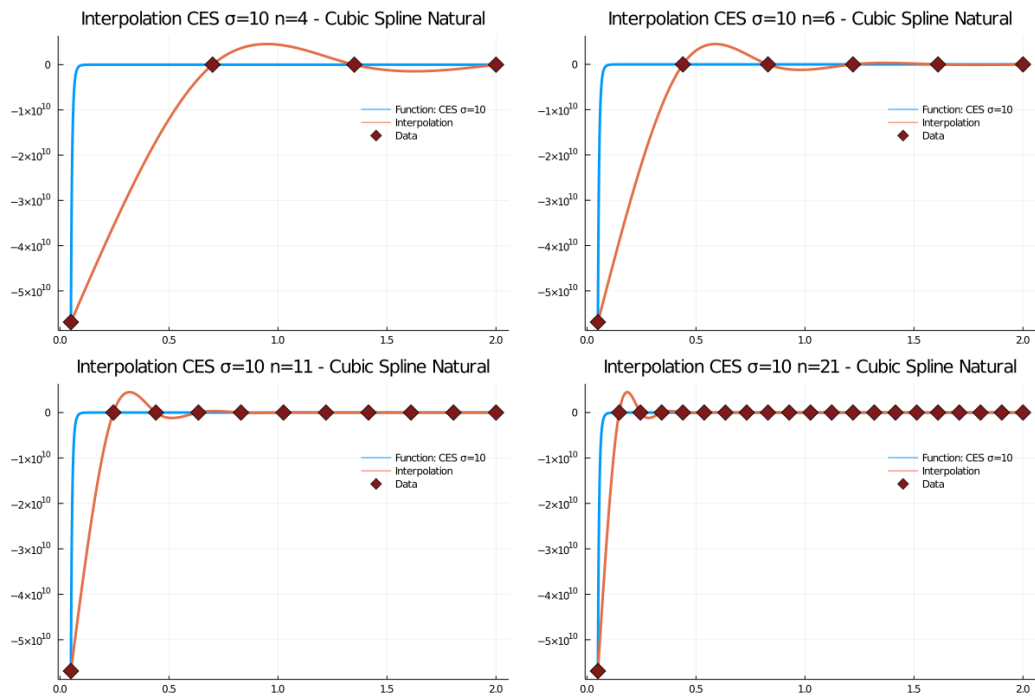 Interpolation CES σ=10 n=4 - Cubic Spline Natural
0
−1×10¹⁰
−2×10¹⁰
−3×10¹⁰
−4×10¹⁰
−5×10¹⁰
Function: CES σ=10
Interpolation
Data
0.0 0.5 1.0 1.5 2.0
Interpolation CES σ=10 n=6 - Cubic Spline Natural
0
−1×10¹⁰
−2×10¹⁰
−3×10¹⁰
−4×10¹⁰
−5×10¹⁰
Function: CES σ=10
Interpolation
Data
0.0 0.5 1.0 1.5 2.0
Interpolation CES σ=10 n=11 - Cubic Spline Natural
0
−1×10¹⁰
−2×10¹⁰
−3×10¹⁰
−4×10¹⁰
−5×10¹⁰
Function: CES σ=10
Interpolation
Data
0.0 0.5 1.0 1.5 2.0
Interpolation CES σ=10 n=21 - Cubic Spline Natural
0
−1×10¹⁰
−2×10¹⁰
−3×10¹⁰
−4×10¹⁰
−5×10¹⁰
Function: CES σ=10
Interpolation
Data
0.0 0.5 1.0 1.5 2.0